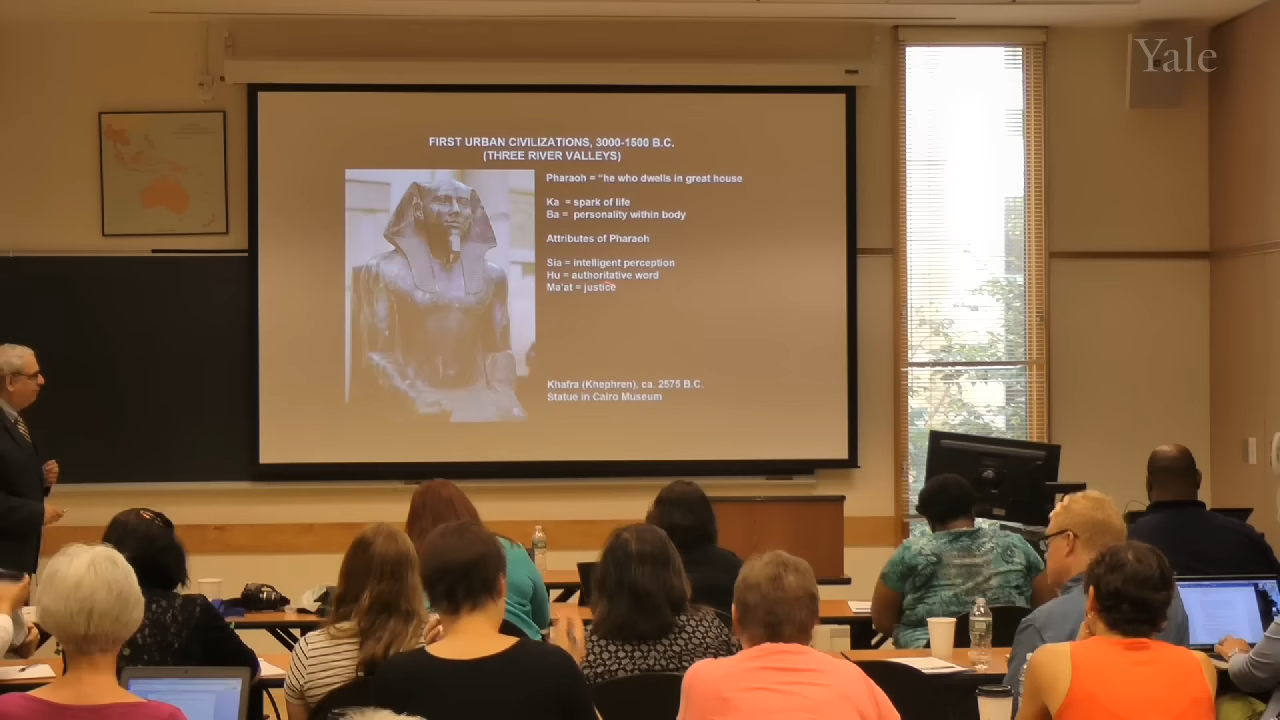 Yale
FIRST URBAN CIVILIZATIONS, 3000-1500 B.C.
(THREE RIVER VALLEYS)
Pharaoh = "he who dwells in great house
Ka = spark of life
Ba = personality within body
Attributes of Pharaoh
Sia = intelligent perception
Hu = authoritative word
Ma'at = justice
Khafra (Khephren), ca. 2575 B.C.
Statue in Cairo Museum